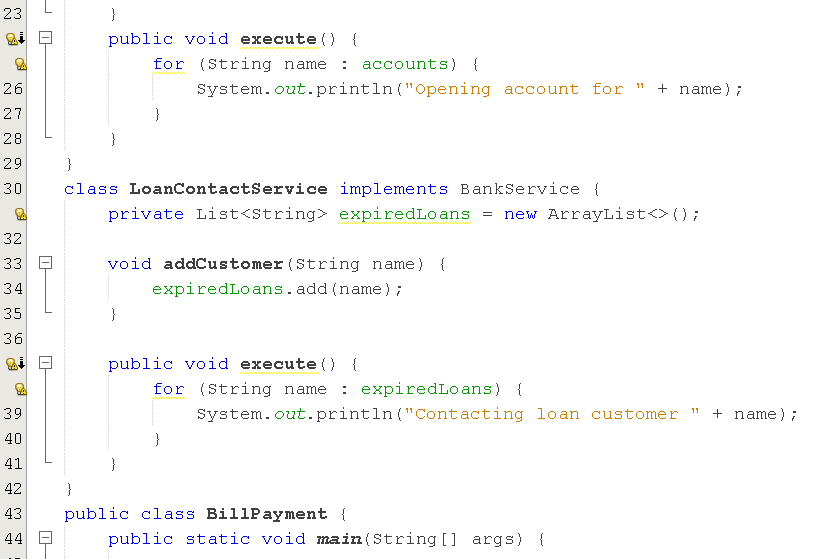 23 }
public void execute() {
for (String name : accounts) {
26 System.out.println("Opening account for " + name);
27 }
28 }
29 }
30 class LoanContactService implements BankService {
private List<String> expiredLoans = new ArrayList<>();
32
33 void addCustomer(String name) {
34 expiredLoans.add(name);
35 }
36
public void execute() {
for (String name : expiredLoans) {
39 System.out.println("Contacting loan customer " + name);
40 }
41 }
42 }
43 public class BillPayment {
44 public static void main(String[] args) {